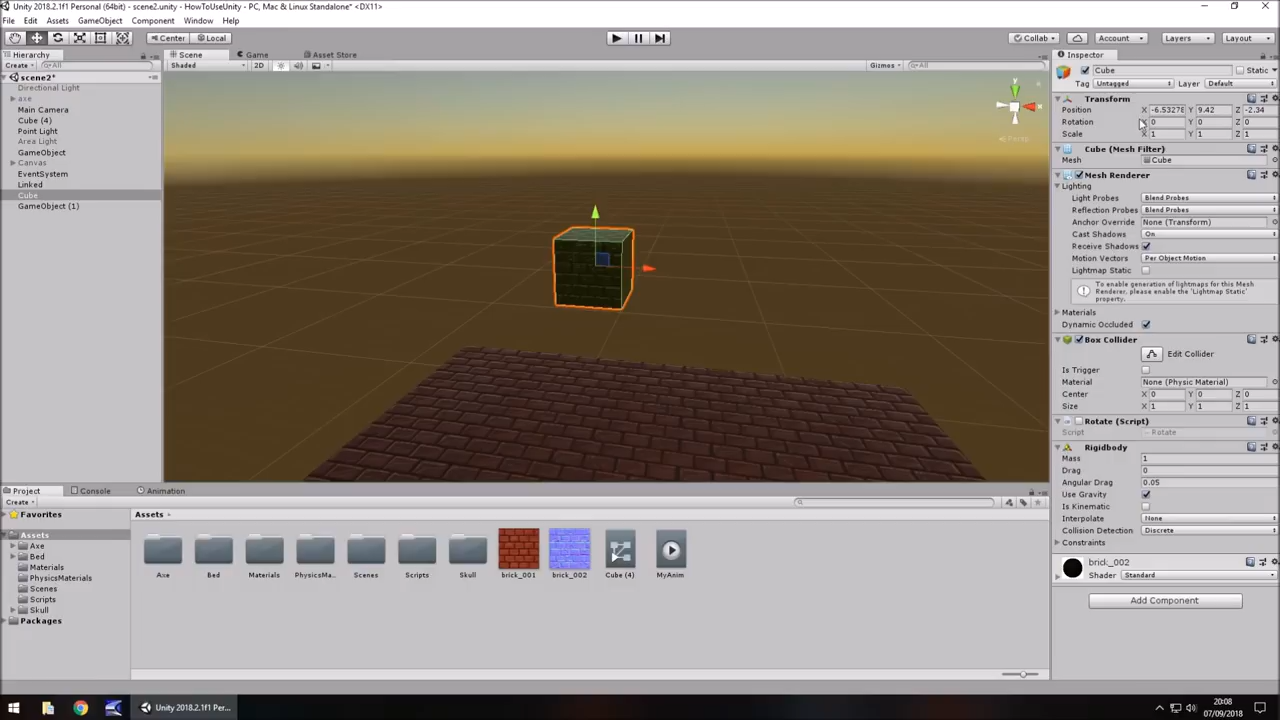 Unity 2018.2.1f1 Personal (64bit) - scene2.unity - HowToUseUnity - PC, Mac & Linux Standalone* <DX11>
File Edit Assets GameObject Component Window Help
Center Local Collab Account Layers Layout
Hierarchy Scene Game Asset Store Inspector
Create All Shaded 2D Gizmos All Cube Static
scene2* Tag Untagged Layer Default
Directional Light
axe
Main Camera
Cube (4)
Point Light
Area Light
GameObject
Canvas
EventSystem
Linked
Cube
GameObject (1)
y
x
Persp
Transform
Position X -6.53278 Y 9.42 Z -2.34
Rotation X 0 Y 0 Z 0
Scale X 1 Y 1 Z 1
Cube (Mesh Filter)
Mesh Cube
Mesh Renderer
Lighting
Light Probes Blend Probes
Reflection Probes Blend Probes
Anchor Override None (Transform)
Cast Shadows On
Receive Shadows
Motion Vectors Per Object Motion
Lightmap Static
To enable generation of lightmaps for this Mesh
Renderer, please enable the 'Lightmap Static'
property.
Materials
Dynamic Occluded
Box Collider
Edit Collider
Is Trigger
Material None (Physic Material)
Center X 0 Y 0 Z 0
Size X 1 Y 1 Z 1
Rotate (Script)
Script Rotate
Rigidbody
Mass 1
Drag 0
Angular Drag 0.05
Use Gravity
Is Kinematic
Interpolate None
Collision Detection Discrete
Constraints
brick_002
Shader Standard
Add Component
Project Console Animation
Create
Favorites
Assets
Axe
Bed
Materials
PhysicsMaterials
Scenes
Scripts
Skull
Packages
Assets
Axe Bed Materials PhysicsMa... Scenes Scripts Skull brick_001 brick_002 Cube (4) MyAnim
Unity 2018.2.1f1 Pe...
20:08
07/09/2018